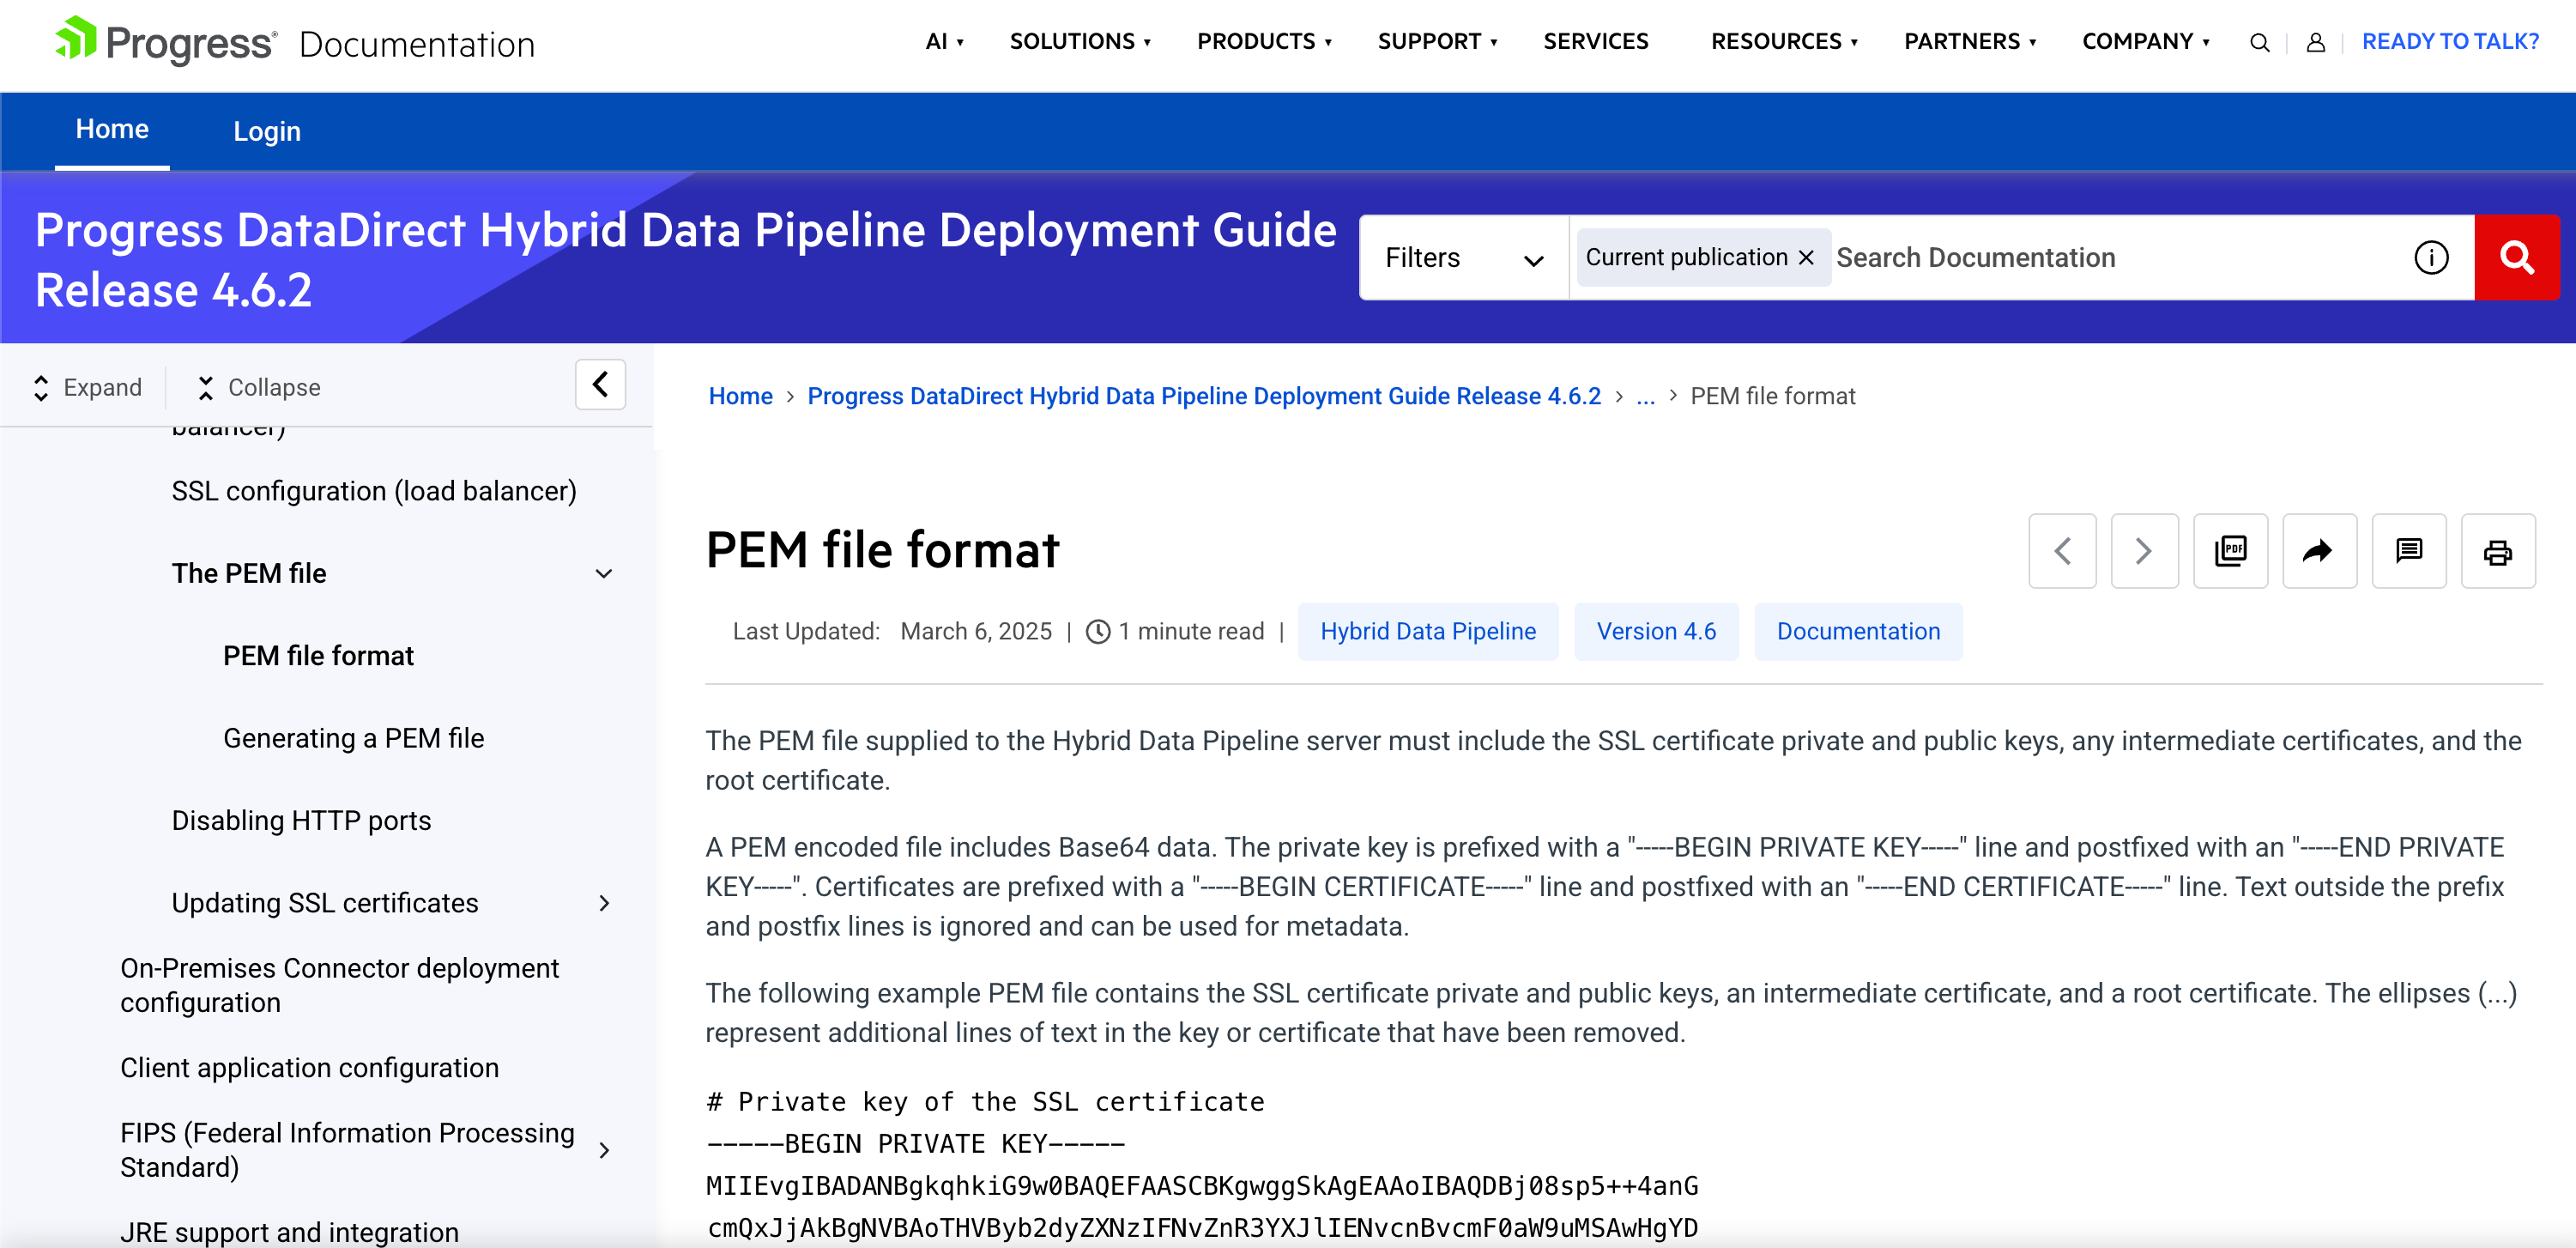 Progress® Documentation
AI ▾ SOLUTIONS ▾ PRODUCTS ▾ SUPPORT ▾ SERVICES RESOURCES ▾ PARTNERS ▾ COMPANY ▾ READY TO TALK?
Home Login
Progress DataDirect Hybrid Data Pipeline Deployment Guide
Release 4.6.2
Filters Current publication × Search Documentation
Expand Collapse
balancer)
SSL configuration (load balancer)
The PEM file
PEM file format
Generating a PEM file
Disabling HTTP ports
Updating SSL certificates
On-Premises Connector deployment
configuration
Client application configuration
FIPS (Federal Information Processing
Standard)
JRE support and integration
Home > Progress DataDirect Hybrid Data Pipeline Deployment Guide Release 4.6.2 > ... > PEM file format
PEM file format
PDF
Last Updated: March 6, 2025 | 1 minute read | Hybrid Data Pipeline Version 4.6 Documentation
The PEM file supplied to the Hybrid Data Pipeline server must include the SSL certificate private and public keys, any intermediate certificates, and the
root certificate.
A PEM encoded file includes Base64 data. The private key is prefixed with a "-----BEGIN PRIVATE KEY-----" line and postfixed with an "-----END PRIVATE
KEY-----". Certificates are prefixed with a "-----BEGIN CERTIFICATE-----" line and postfixed with an "-----END CERTIFICATE-----" line. Text outside the prefix
and postfix lines is ignored and can be used for metadata.
The following example PEM file contains the SSL certificate private and public keys, an intermediate certificate, and a root certificate. The ellipses (...)
represent additional lines of text in the key or certificate that have been removed.
# Private key of the SSL certificate
-----BEGIN PRIVATE KEY-----
MIIEvgIBADANBgkqhkiG9w0BAQEFAASCBKgwggSkAgEAAoIBAQDBj08sp5++4anG
cmQxJjAkBgNVBAoTHVByb2dyZXNzIFNvZnR3YXJlIENvcnBvcmF0aW9uMSAwHgYD